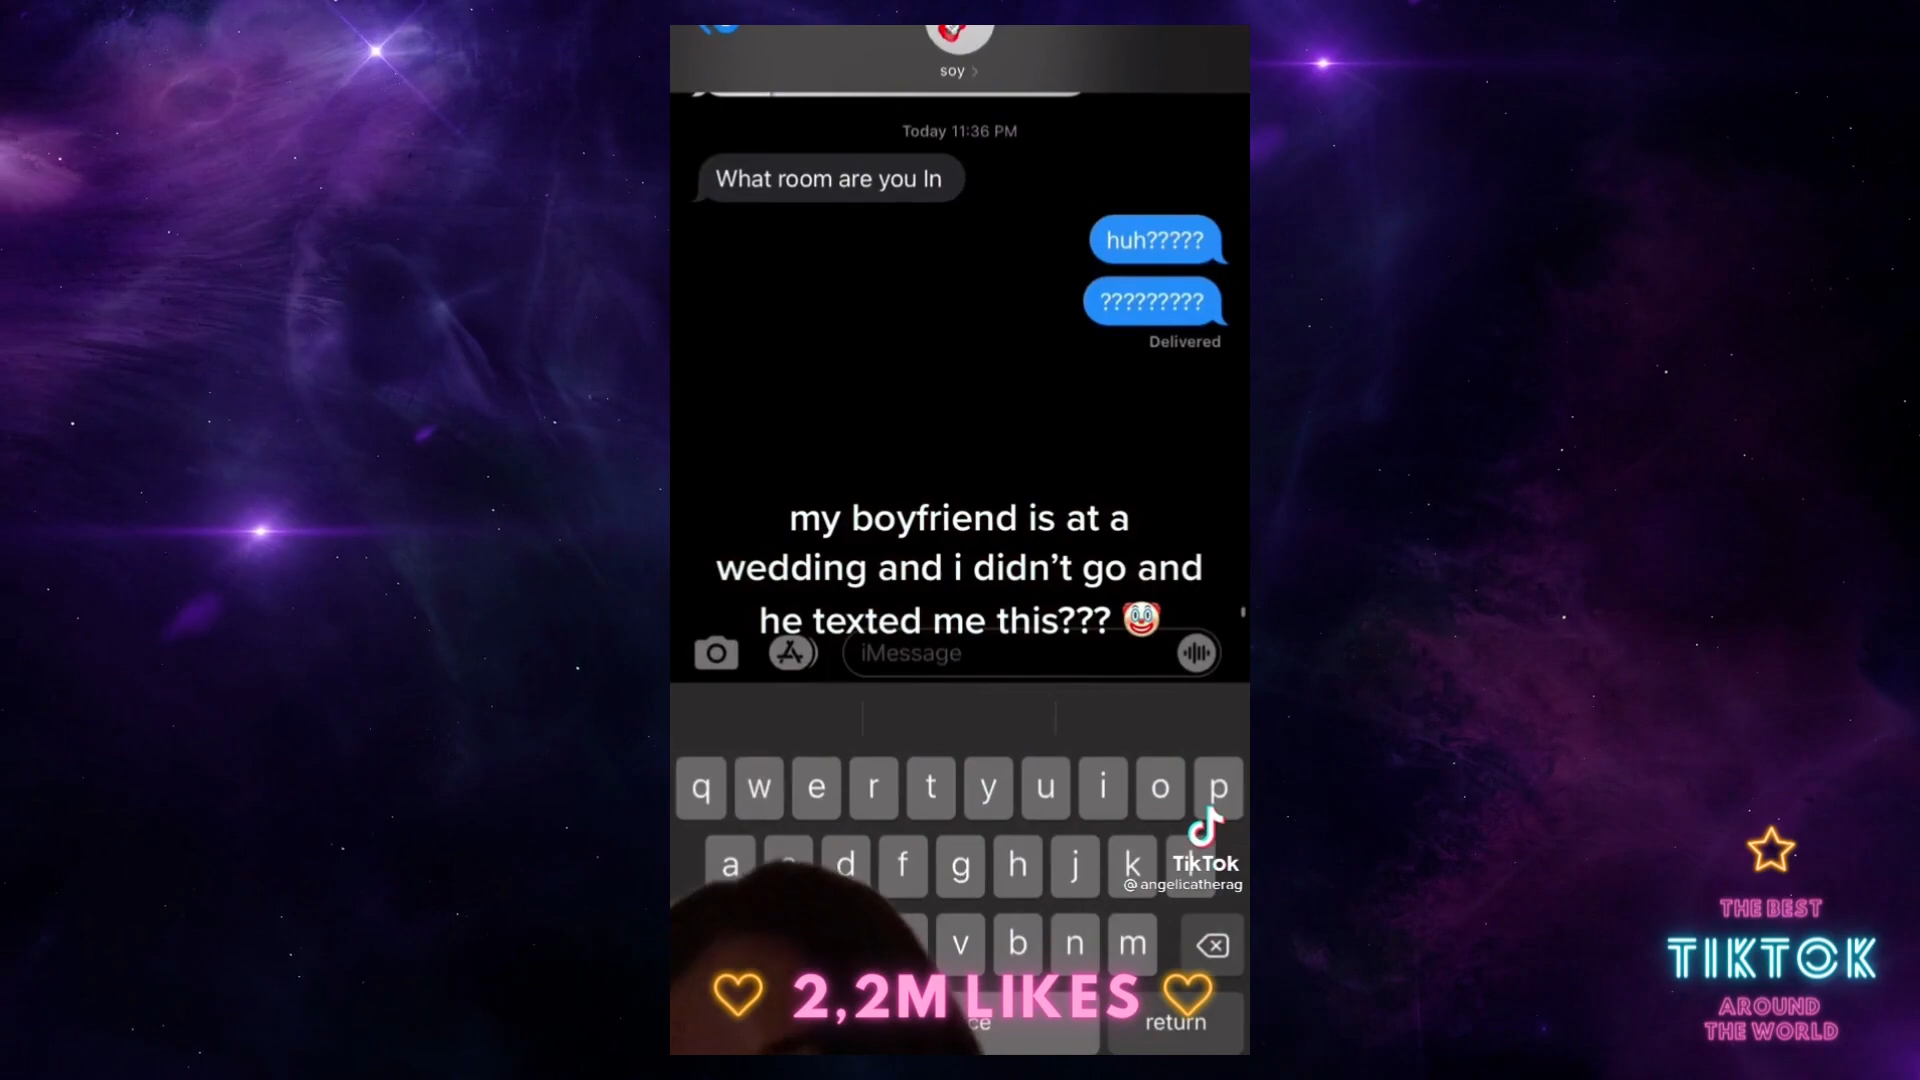 soy
Today 11:36 PM
What room are you In
huh?????
?????????
Delivered
my boyfriend is at a
wedding and i didn't go and
he texted me this??? 🤡
iMessage
q w e r t y u i o p
a d f g h j k
TikTok
@angelicatherag
v b n m
2,2M LIKES
return
THE BEST
TIKTOK
AROUND
THE WORLD